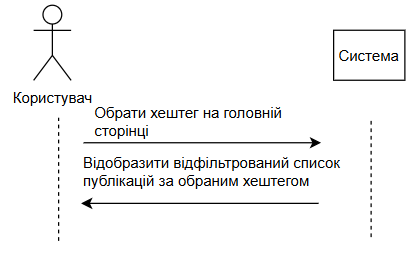 Система
Користувач
Обрати хештег на головній
сторінці
Відобразити відфільтрований список
публікацій за обраним хештегом